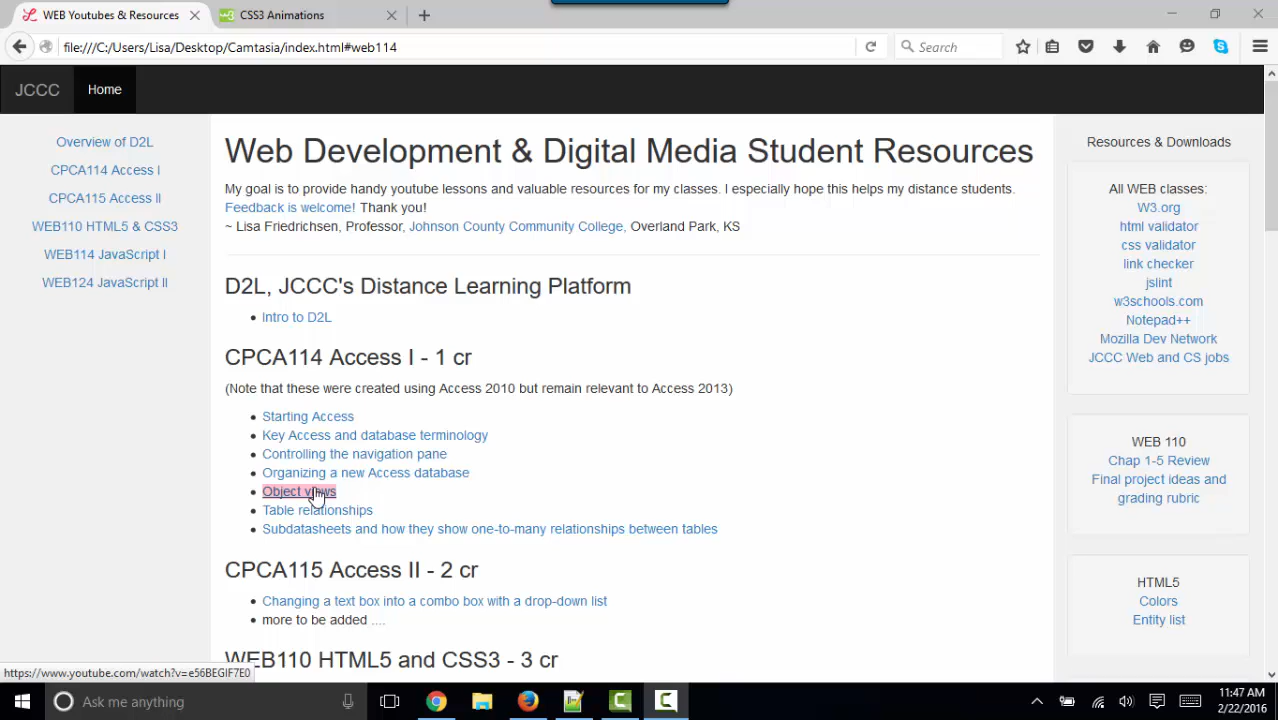 WEB Youtubes & Resources
CSS3 Animations
file:///C:/Users/Lisa/Desktop/Camtasia/index.html#web114
Search
JCCC
Home
Overview of D2L
CPCA114 Access I
CPCA115 Access II
WEB110 HTML5 & CSS3
WEB114 JavaScript I
WEB124 JavaScript II
Web Development & Digital Media Student Resources
My goal is to provide handy youtube lessons and valuable resources for my classes. I especially hope this helps my distance students.
Feedback is welcome! Thank you!
~ Lisa Friedrichsen, Professor, Johnson County Community College, Overland Park, KS
D2L, JCCC's Distance Learning Platform
Intro to D2L
CPCA114 Access I - 1 cr
(Note that these were created using Access 2010 but remain relevant to Access 2013)
Starting Access
Key Access and database terminology
Controlling the navigation pane
Organizing a new Access database
Object views
Table relationships
Subdatasheets and how they show one-to-many relationships between tables
CPCA115 Access II - 2 cr
Changing a text box into a combo box with a drop-down list
more to be added ....
WEB110 HTML5 and CSS3 - 3 cr
Resources & Downloads
All WEB classes:
W3.org
html validator
css validator
link checker
jslint
w3schools.com
Notepad++
Mozilla Dev Network
JCCC Web and CS jobs
WEB 110
Chap 1-5 Review
Final project ideas and
grading rubric
HTML5
Colors
Entity list
https://www.youtube.com/watch?v=e56BEGIF7E0
Ask me anything
11:47 AM
2/22/2016